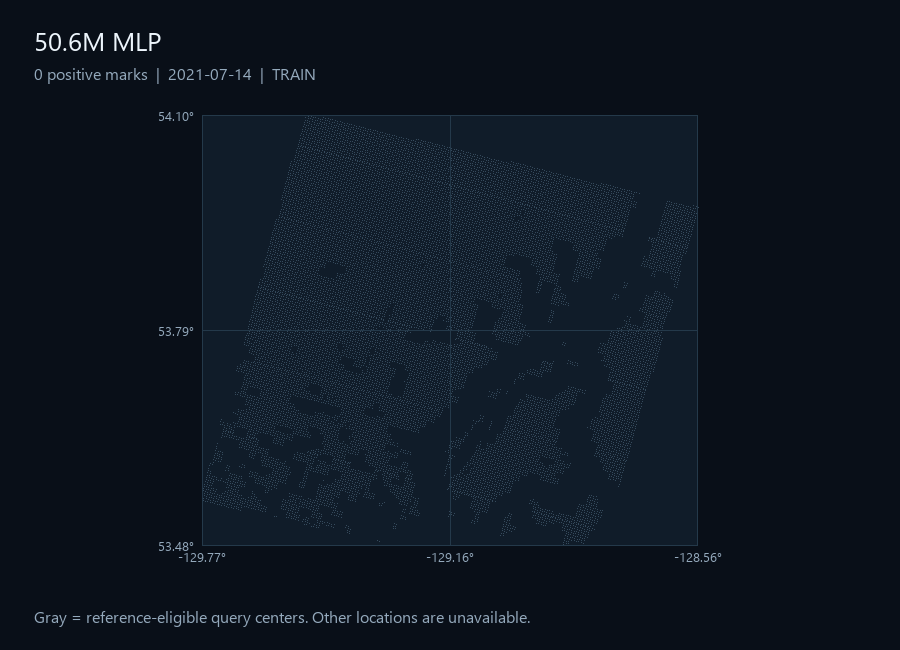 50.6M MLP
0 positive marks | 2021-07-14 | TRAIN
54.10°
53.79°
53.48°
-129.77° -129.16° -128.56°
Gray = reference-eligible query centers. Other locations are unavailable.